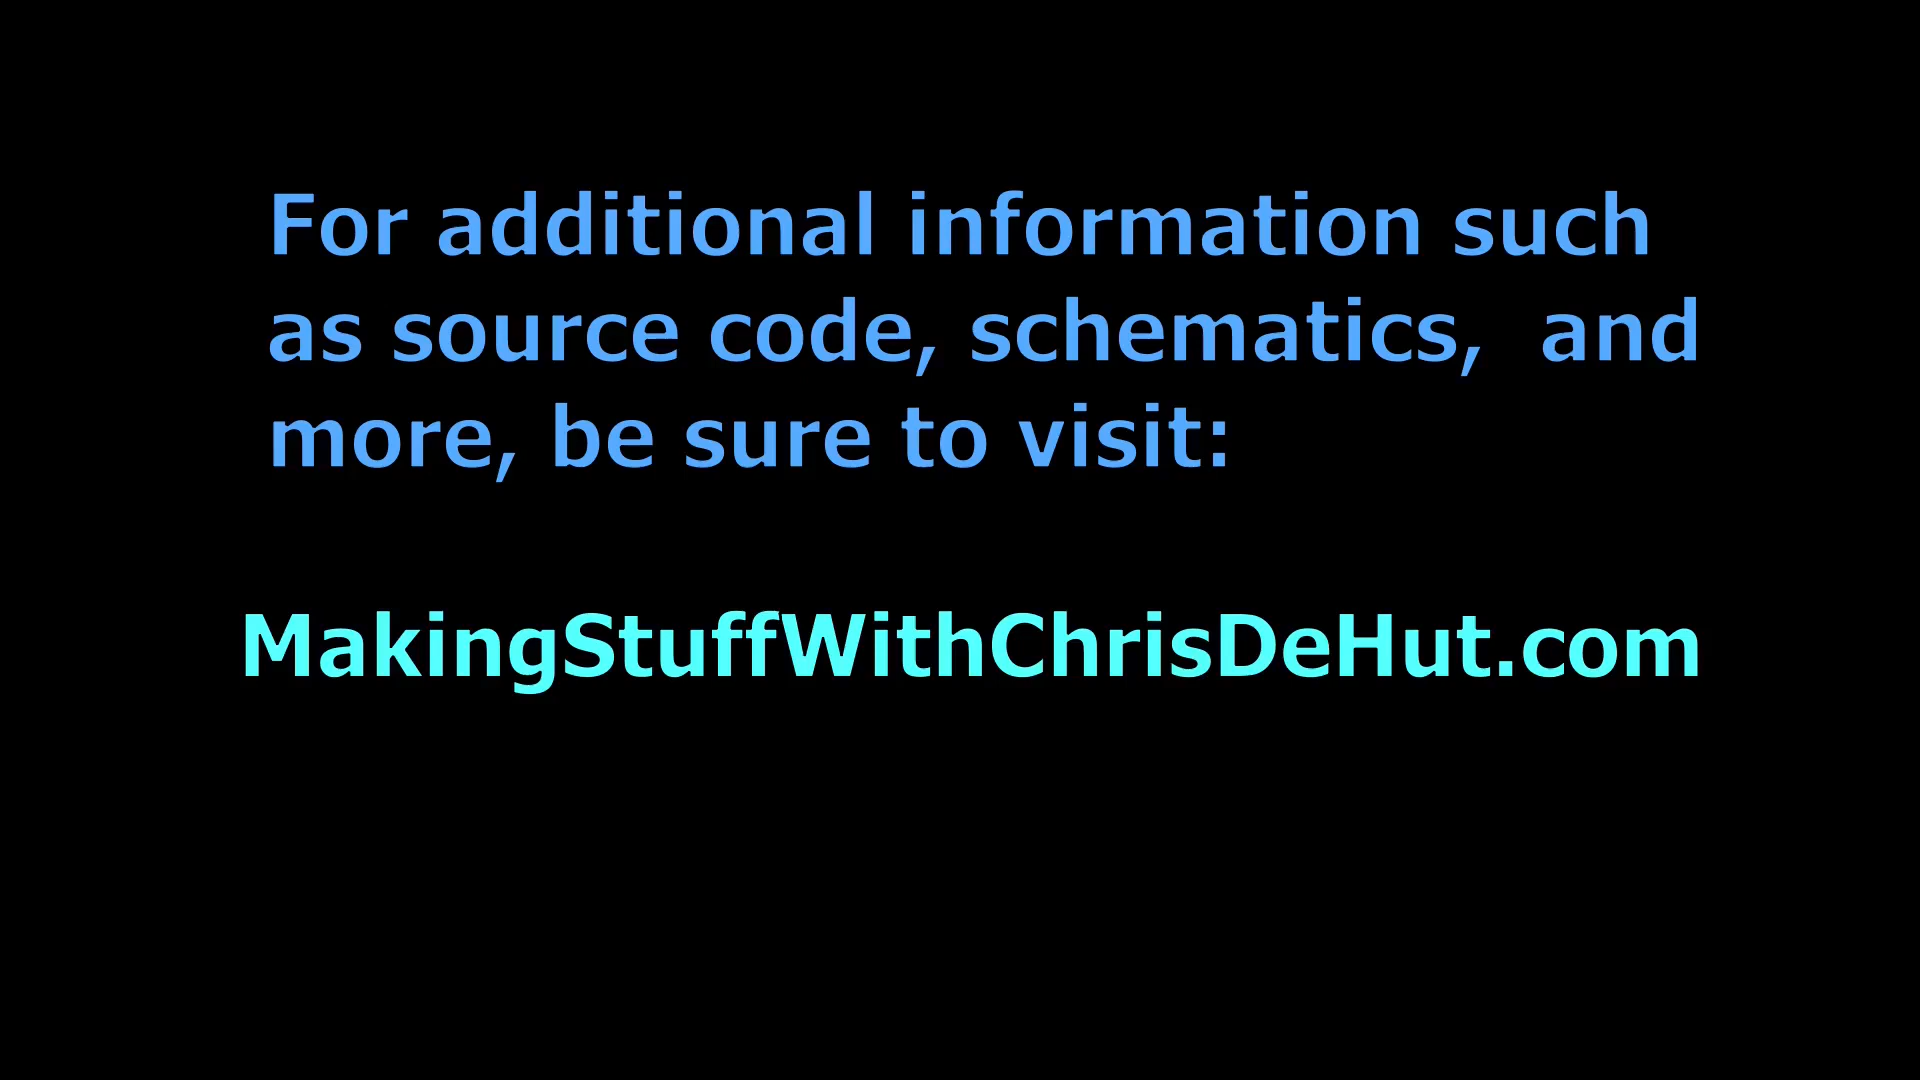 For additional information such
as source code, schematics,  and
more, be sure to visit:
MakingStuffWithChrisDeHut.com